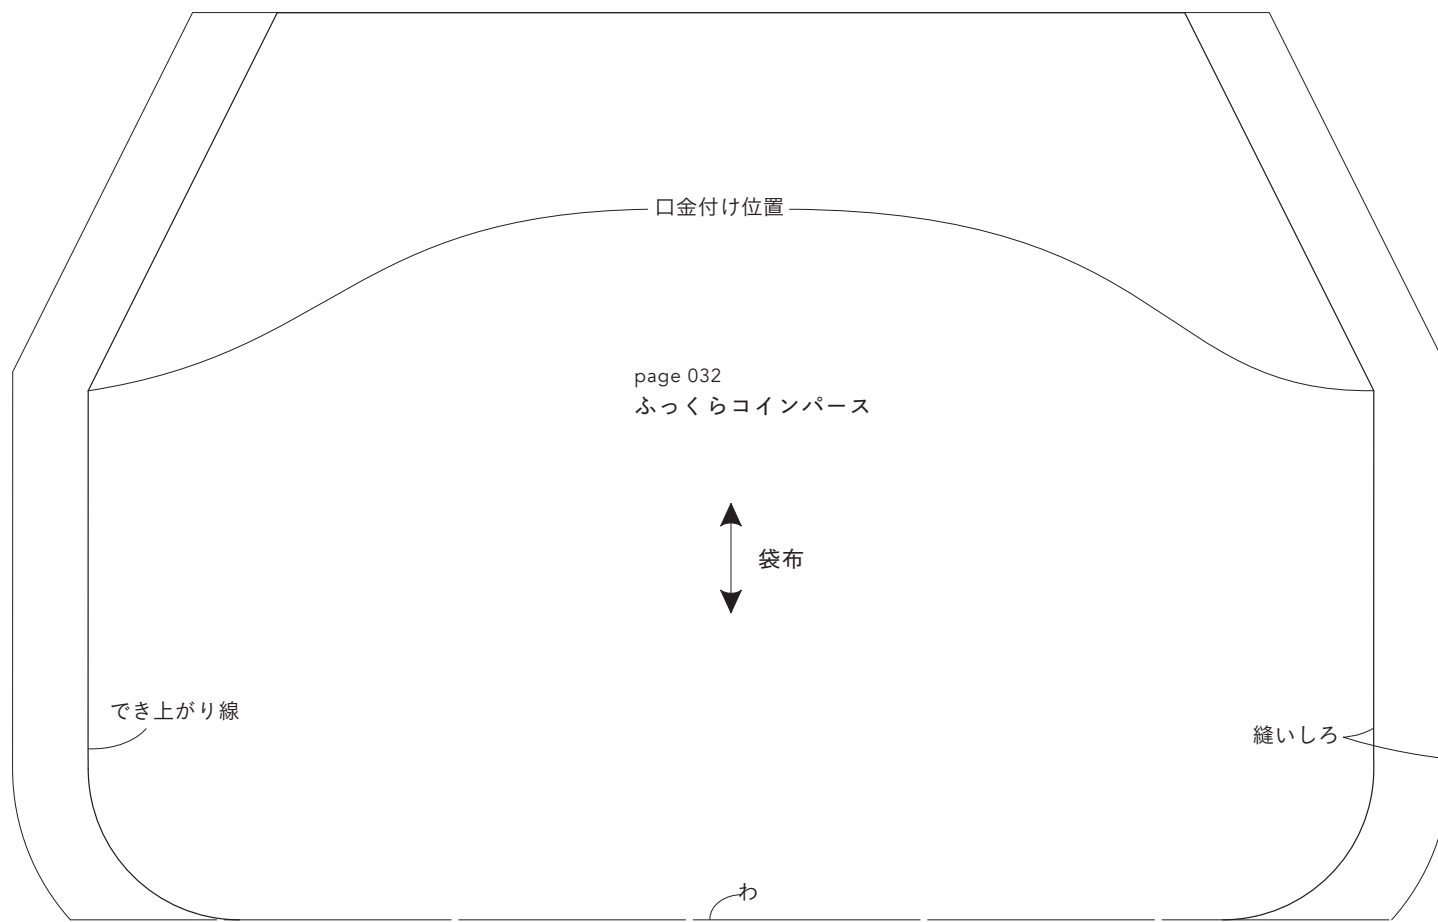 口金付け位置
page 032
ふっくらコインパース
袋布
でき上がり線
縫いしろ
わ